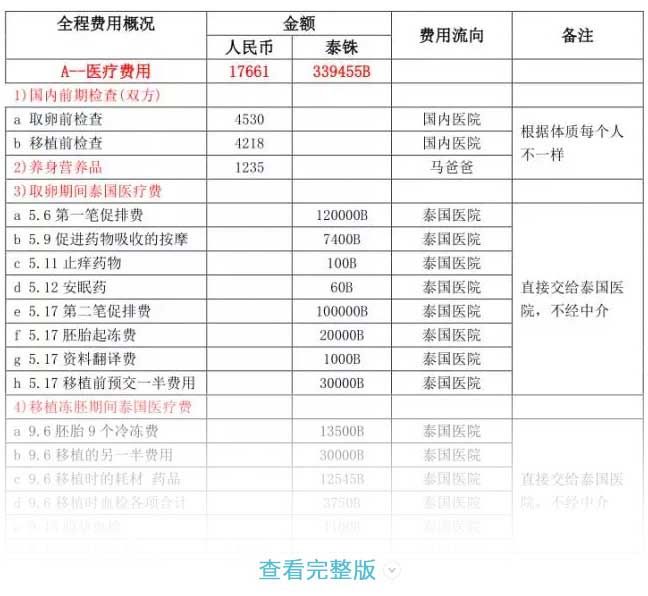 全程费用概况 金额 费用流向 备注
人民币 泰铢
A--医疗费用 17661 339455B
1)国内前期检查(双方)
a 取卵前检查 4530 国内医院
根据体质每个人
不一样
b 移植前检查 4218 国内医院
2)养身营养品 1235 马爸爸
3)取卵期间泰国医疗费
a 5.6 第一笔促排费 120000B 泰国医院
b 5.9 促进药物吸收的按摩 7400B 泰国医院
c 5.11 止痒药物 100B 泰国医院
d 5.12 安眠药 60B 泰国医院
直接交给泰国医
院，不经中介
e 5.17 第二笔促排费 100000B 泰国医院
f 5.17 胚胎起冻费 20000B 泰国医院
g 5.17 资料翻译费 1000B 泰国医院
h 5.17 移植前预交一半费用 30000B 泰国医院
4)移植冻胚期间泰国医疗费
a 9.6 胚胎 9 个冷冻费 13500B 泰国医院
b 9.6 移植的另一半费用 30000B 泰国医院
c 9.6 移植时的耗材 药品 12545B 泰国医院
直接交给泰国医
院，不经中介
d 9.6 移植时血检各项合计 3750B 泰国医院
查看完整版